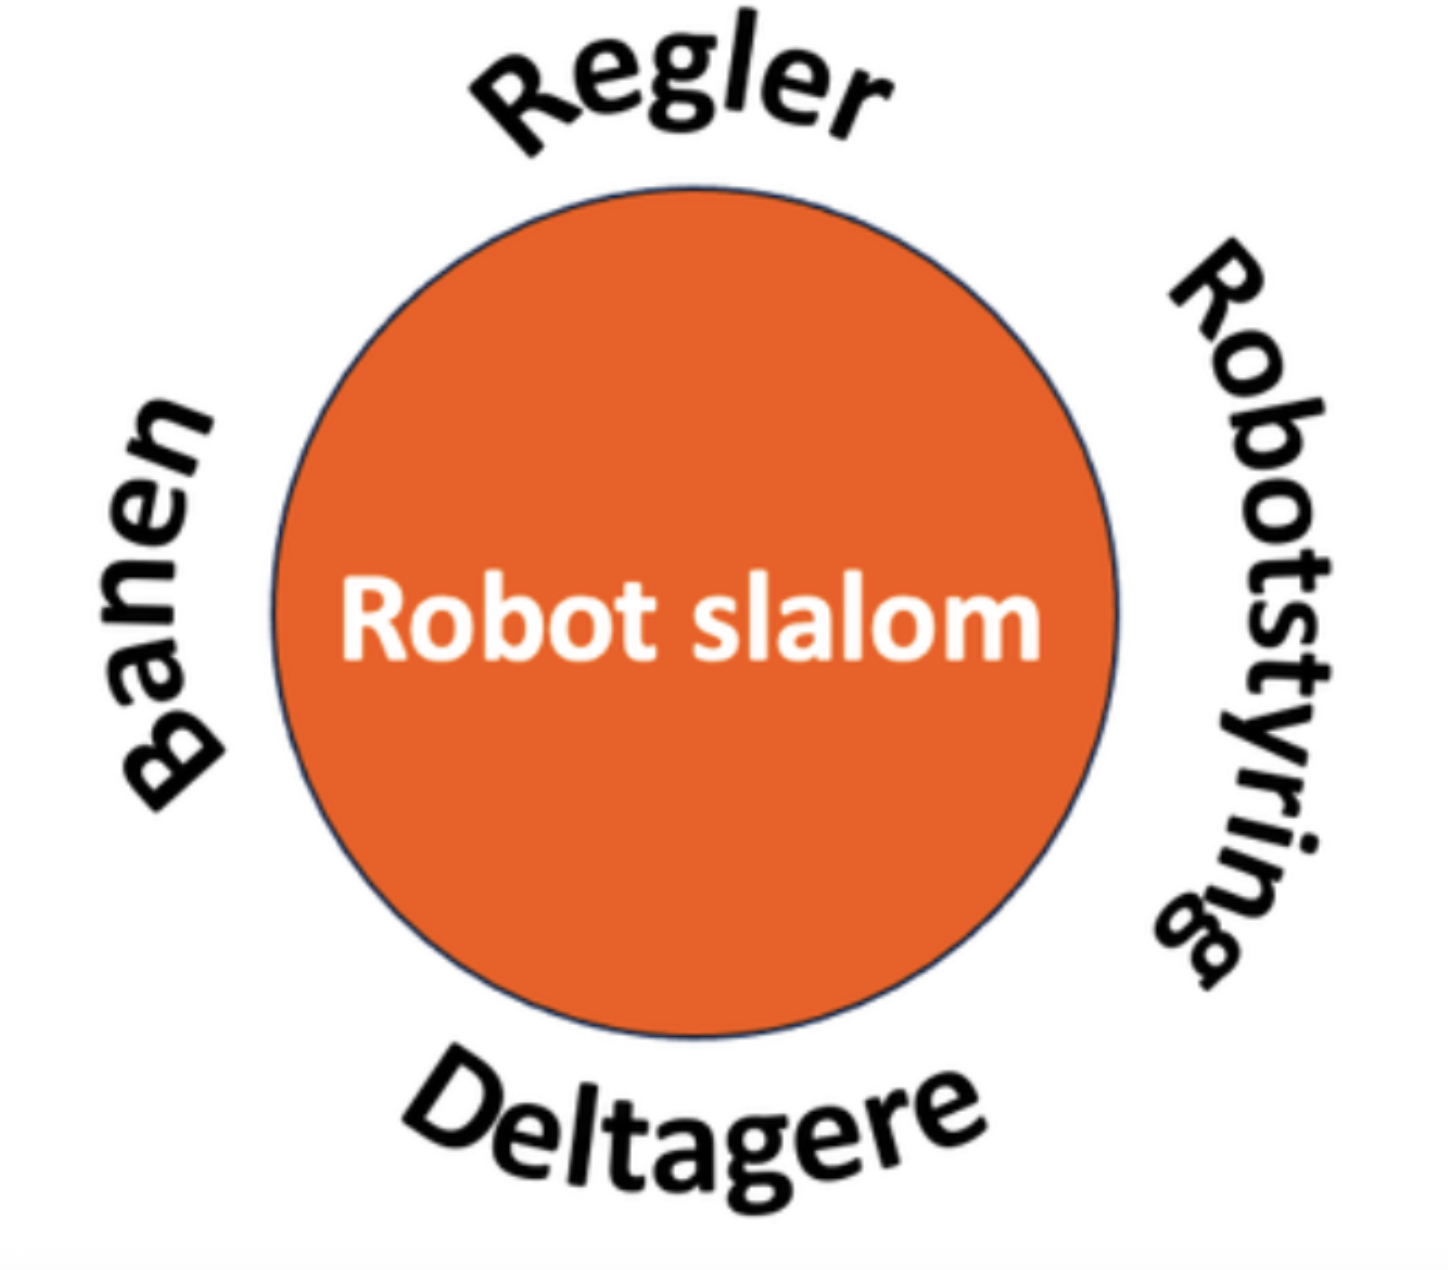 Regler
Robotstyring
Banen
Robot slalom
Deltagere